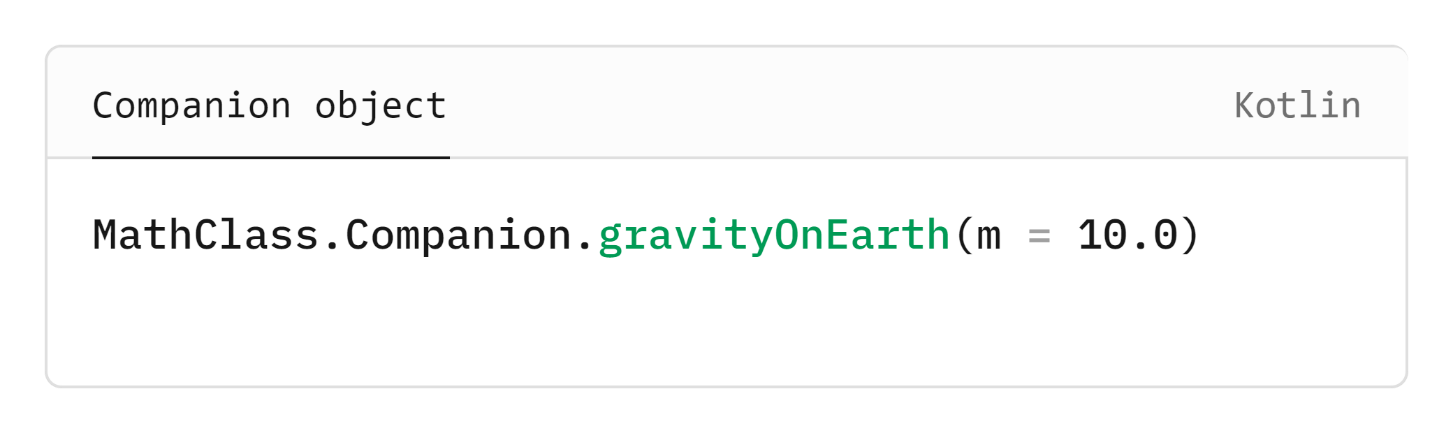 Companion object
Kotlin
MathClass.Companion.gravityOnEarth(m = 10.0)